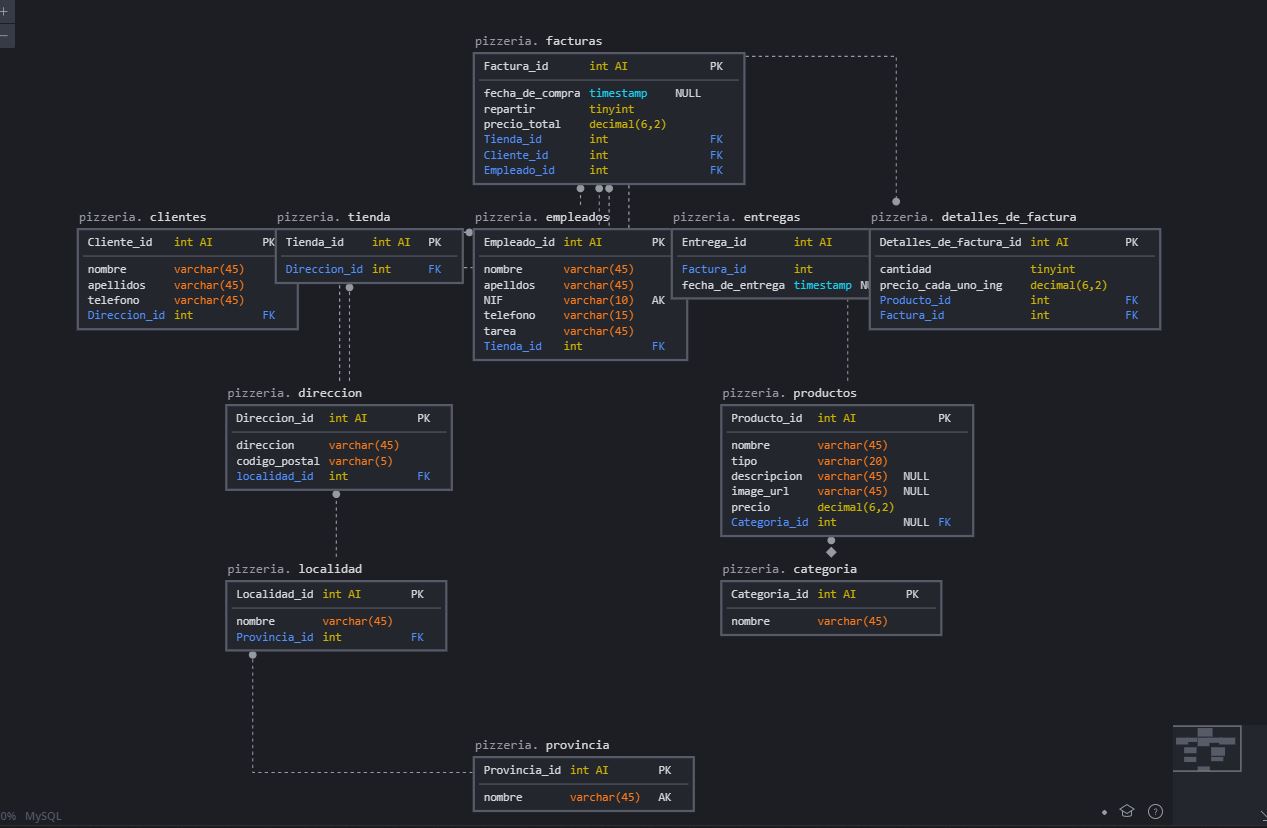 +
−
pizzeria. facturas
Factura_id int AI PK
fecha_de_compra timestamp NULL
repartir tinyint
precio_total decimal(6,2)
Tienda_id int FK
Cliente_id int FK
Empleado_id int FK
pizzeria. clientes
Cliente_id int AI PK
nombre varchar(45)
apellidos varchar(45)
telefono varchar(45)
Direccion_id int FK
pizzeria. tienda
Tienda_id int AI PK
Direccion_id int FK
pizzeria. empleados
Empleado_id int AI PK
nombre varchar(45)
apelldos varchar(45)
NIF varchar(10) AK
telefono varchar(15)
tarea varchar(45)
Tienda_id int FK
pizzeria. entregas
Entrega_id int AI
Factura_id int
fecha_de_entrega timestamp
pizzeria. detalles_de_factura
Detalles_de_factura_id int AI PK
cantidad tinyint
precio_cada_uno_ing decimal(6,2)
Producto_id int FK
Factura_id int FK
pizzeria. direccion
Direccion_id int AI PK
direccion varchar(45)
codigo_postal varchar(5)
localidad_id int FK
pizzeria. productos
Producto_id int AI PK
nombre varchar(45)
tipo varchar(20)
descripcion varchar(45) NULL
image_url varchar(45) NULL
precio decimal(6,2)
Categoria_id int NULL FK
pizzeria. localidad
Localidad_id int AI PK
nombre varchar(45)
Provincia_id int FK
pizzeria. categoria
Categoria_id int AI PK
nombre varchar(45)
pizzeria. provincia
Provincia_id int AI PK
nombre varchar(45) AK
0% MySQL
?